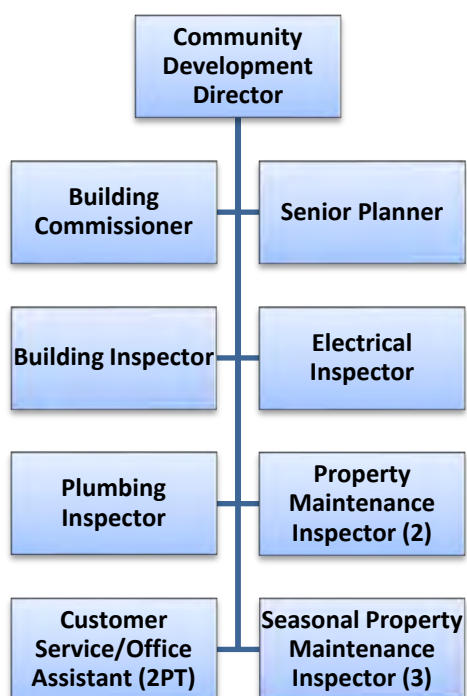 Community
Development
Director
Building
Commissioner
Senior Planner
Building Inspector
Electrical
Inspector
Plumbing
Inspector
Property
Maintenance
Inspector (2)
Customer
Service/Office
Assistant (2PT)
Seasonal Property
Maintenance
Inspector (3)